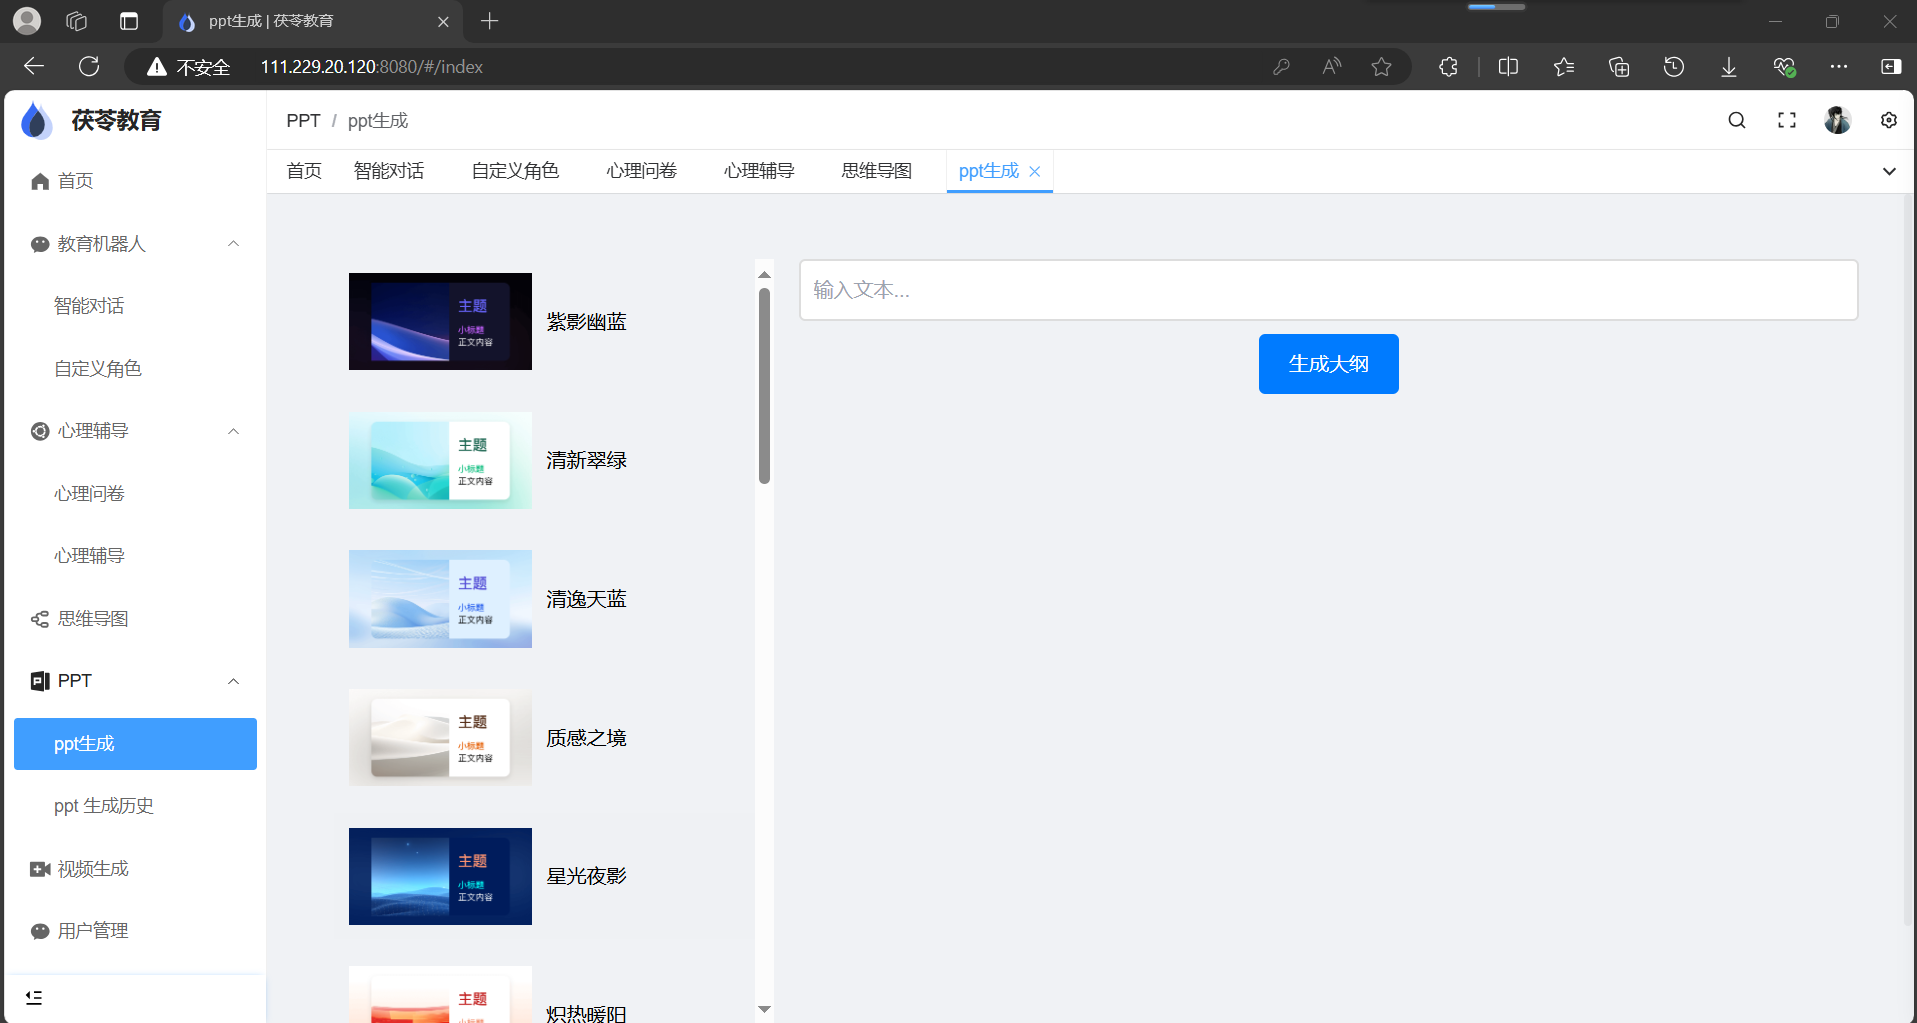 ppt生成 | 茯苓教育
不安全 111.229.20.120:8080/#/index
茯苓教育
PPT / ppt生成
首页 智能对话 自定义角色 心理问卷 心理辅导 思维导图 ppt生成
首页
教育机器人
智能对话
自定义角色
心理辅导
心理问卷
心理辅导
思维导图
PPT
ppt生成
ppt 生成历史
视频生成
用户管理
主题
小标题
正文内容
紫影幽蓝
主题
小标题
正文内容
清新翠绿
主题
小标题
正文内容
清逸天蓝
主题
小标题
正文内容
质感之境
主题
小标题
正文内容
星光夜影
主题
小标题
炽热暖阳
输入文本...
生成大纲